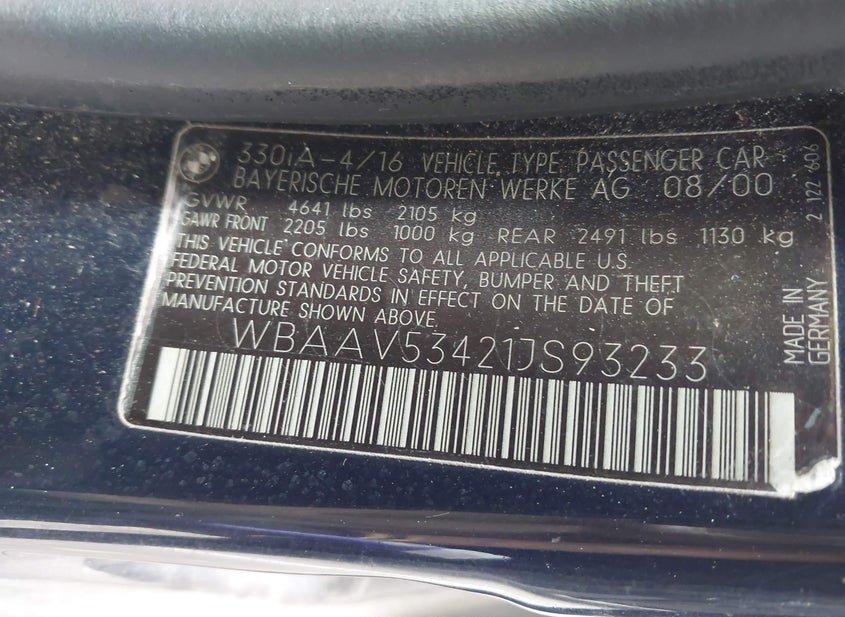 330iA-4/16 VEHICLE TYPE PASSENGER CAR
BAYERISCHE MOTOREN WERKE AG 08/00
GVWR 4641 lbs 2105 kg
GAWR FRONT 2205 lbs 1000 kg REAR 2491 lbs 1130 kg
THIS VEHICLE CONFORMS TO ALL APPLICABLE U.S.
FEDERAL MOTOR VEHICLE SAFETY, BUMPER AND THEFT
PREVENTION STANDARDS IN EFFECT ON THE DATE OF
MANUFACTURE SHOWN ABOVE.
WBAAV53421JS93233
MADE IN
GERMANY
2 122 606